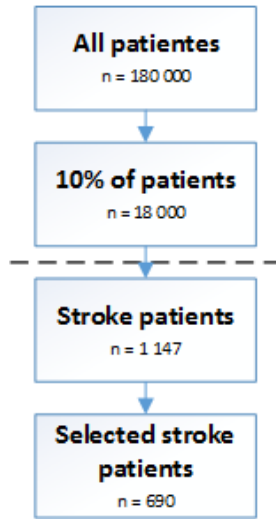 All patientes
n = 180 000
10% of patients
n = 18 000
Stroke patients
n = 1 147
Selected stroke
patients
n = 690